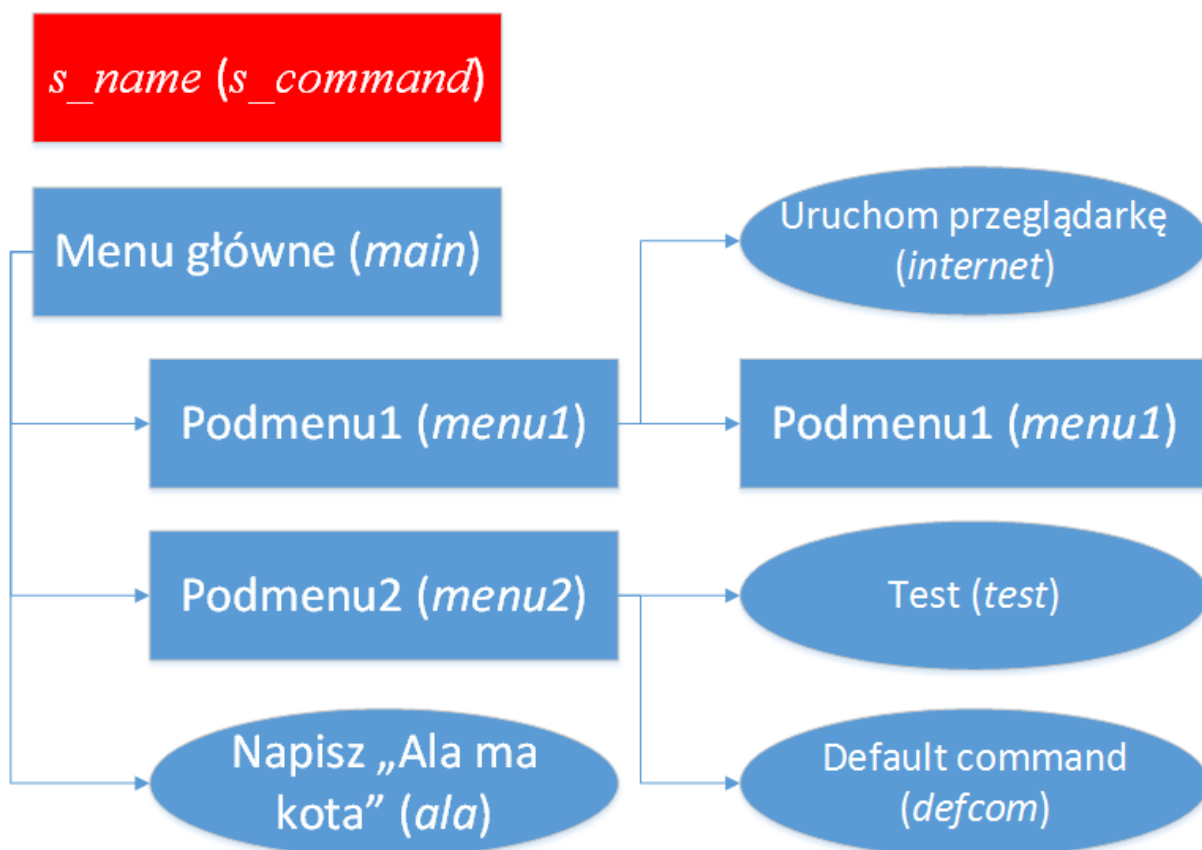 s_name (s_command)
Menu główne (main)
Uruchom przeglądarkę
(internet)
Podmenu1 (menu1)
Podmenu1 (menu1)
Podmenu2 (menu2)
Test (test)
Napisz „Ala ma
kota” (ala)
Default command
(defcom)